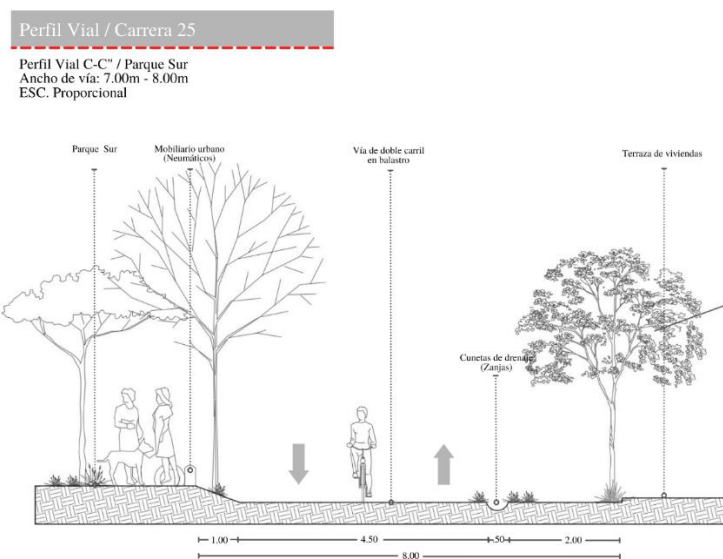 Perfil Vial / Carrera 25
Perfil Vial C-C" / Parque Sur
Ancho de vía: 7.00m - 8.00m
ESC. Proporcional
Parque Sur
Mobiliario urbano
(Neumáticos)
Vía de doble carril
en balastro
Terraza de viviendas
Cunetas de drenaje
(Zanjas)
1.00
4.50
.50
2.00
8.00